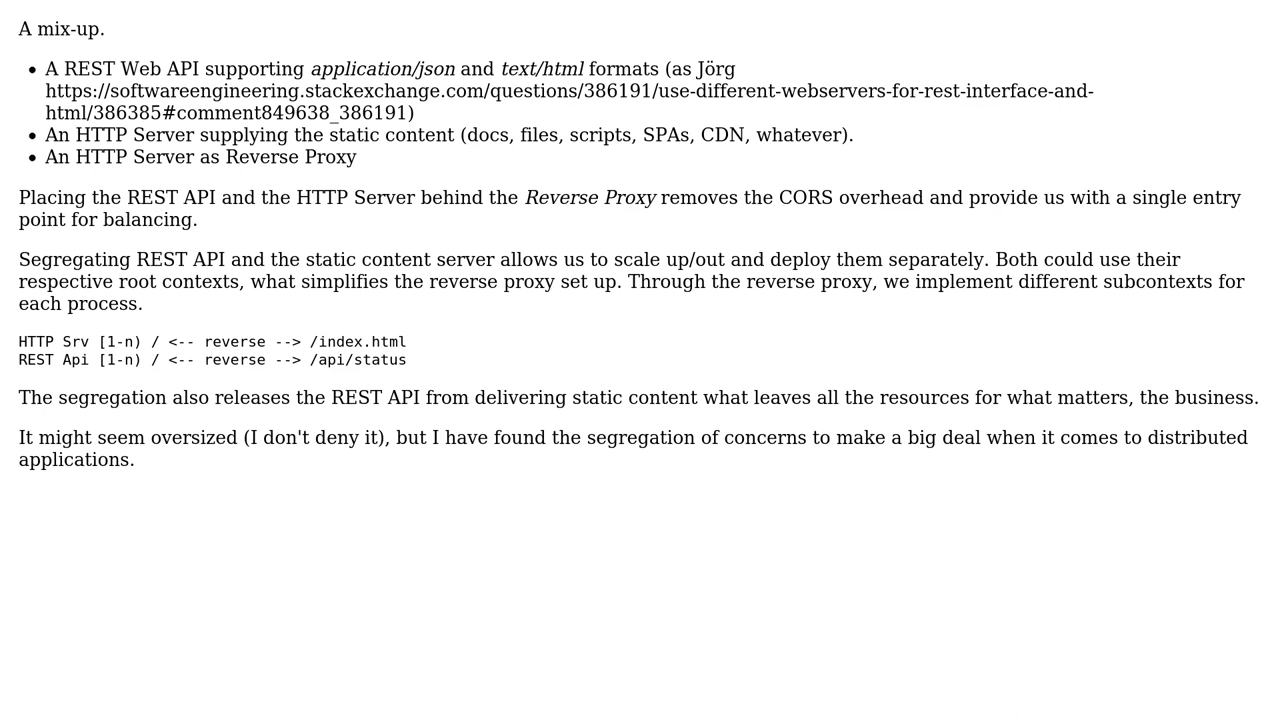 A mix-up.
• A REST Web API supporting application/json and text/html formats (as Jörg
https://softwareengineering.stackexchange.com/questions/386191/use-different-webservers-for-rest-interface-and-
html/386385#comment849638_386191)
• An HTTP Server supplying the static content (docs, files, scripts, SPAs, CDN, whatever).
• An HTTP Server as Reverse Proxy
Placing the REST API and the HTTP Server behind the Reverse Proxy removes the CORS overhead and provide us with a single entry
point for balancing.
Segregating REST API and the static content server allows us to scale up/out and deploy them separately. Both could use their
respective root contexts, what simplifies the reverse proxy set up. Through the reverse proxy, we implement different subcontexts for
each process.
HTTP Srv [1-n) / <-- reverse --> /index.html
REST Api [1-n) / <-- reverse --> /api/status
The segregation also releases the REST API from delivering static content what leaves all the resources for what matters, the business.
It might seem oversized (I don't deny it), but I have found the segregation of concerns to make a big deal when it comes to distributed
applications.